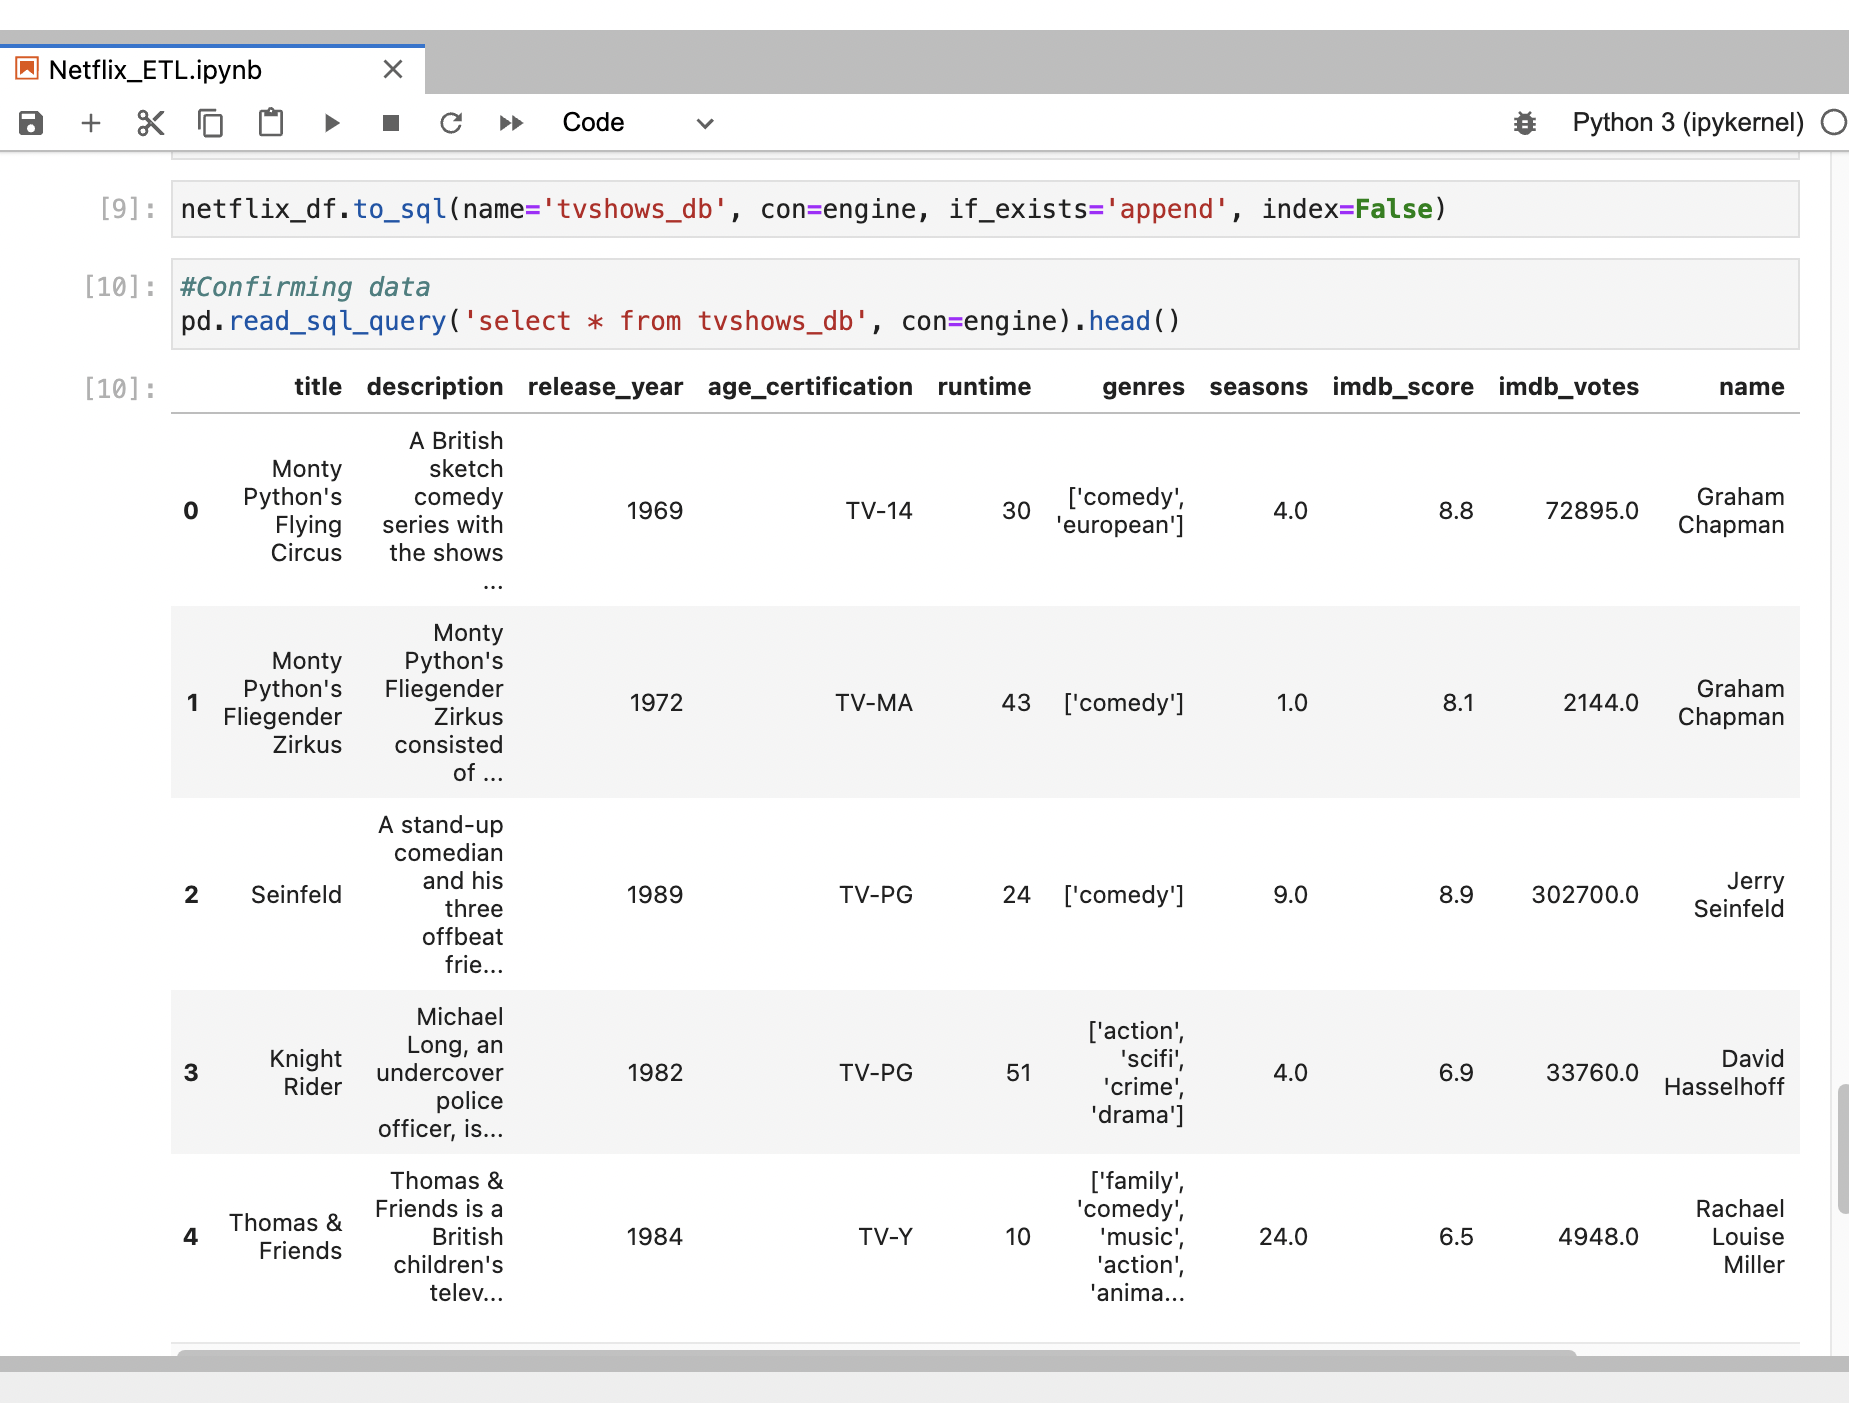 Netflix_ETL.ipynb
Code
Python 3 (ipykernel)
[9]:
netflix_df.to_sql(name='tvshows_db', con=engine, if_exists='append', index=False)
[10]:
#Confirming data
pd.read_sql_query('select * from tvshows_db', con=engine).head()
[10]:
title description release_year age_certification runtime genres seasons imdb_score imdb_votes name
0
Monty
Python's
Flying
Circus
A British
sketch
comedy
series with
the shows
...
1969
TV-14
30
['comedy',
'european']
4.0
8.8
72895.0
Graham
Chapman
1
Monty
Python's
Fliegender
Zirkus
Monty
Python's
Fliegender
Zirkus
consisted
of ...
1972
TV-MA
43
['comedy']
1.0
8.1
2144.0
Graham
Chapman
2
Seinfeld
A stand-up
comedian
and his
three
offbeat
frie...
1989
TV-PG
24
['comedy']
9.0
8.9
302700.0
Jerry
Seinfeld
3
Knight
Rider
Michael
Long, an
undercover
police
officer, is...
1982
TV-PG
51
['action',
'scifi',
'crime',
'drama']
4.0
6.9
33760.0
David
Hasselhoff
4
Thomas &
Friends
Thomas &
Friends is a
British
children's
telev...
1984
TV-Y
10
['family',
'comedy',
'music',
'action',
'anima...
24.0
6.5
4948.0
Rachael
Louise
Miller